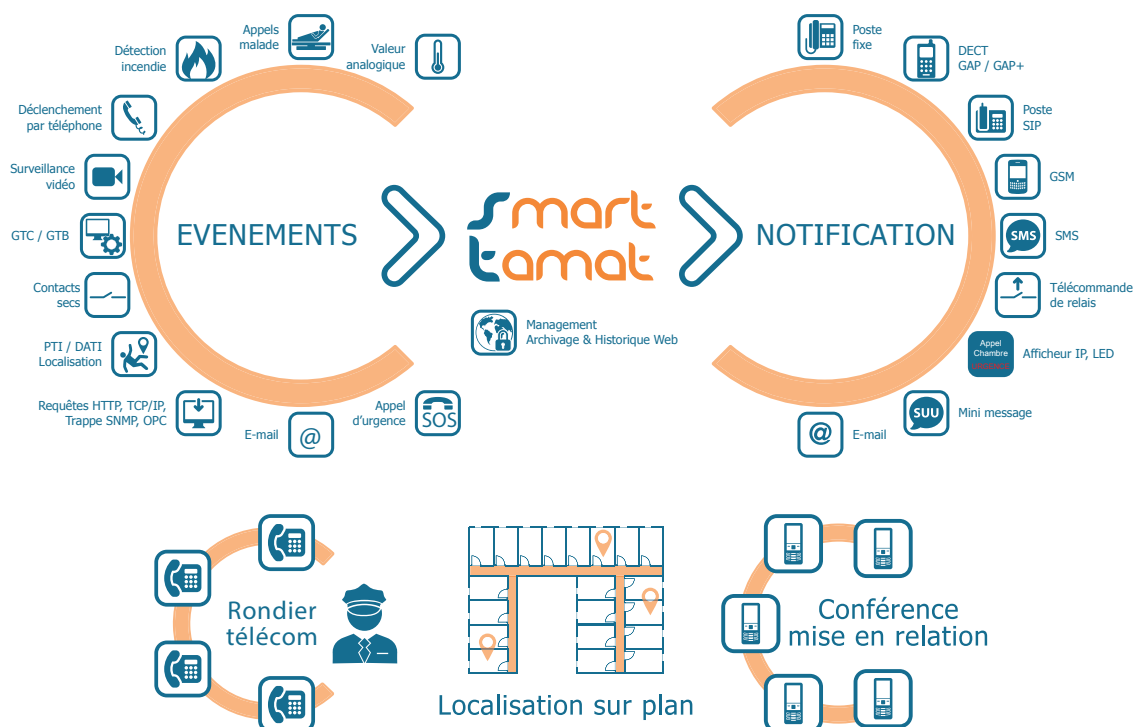 Appels
malade
Détection
incendie
Valeur
analogique
Déclenchement
par téléphone
Surveillance
vidéo
GTC / GTB
Contacts
secs
PTI / DATI
Localisation
Requêtes HTTP, TCP/IP,
Trappe SNMP, OPC
E-mail
@
Appel
d'urgence
SOS
EVENEMENTS
smart
tamat
Management
Archivage & Historique Web
NOTIFICATION
Poste
fixe
DECT
GAP / GAP+
Poste
SIP
GSM
SMS
SMS
Télécommande
de relais
Appel
Chambre
URGENCE
Afficheur IP, LED
SUU
Mini message
@
E-mail
Rondier
télécom
Localisation sur plan
Conférence
mise en relation